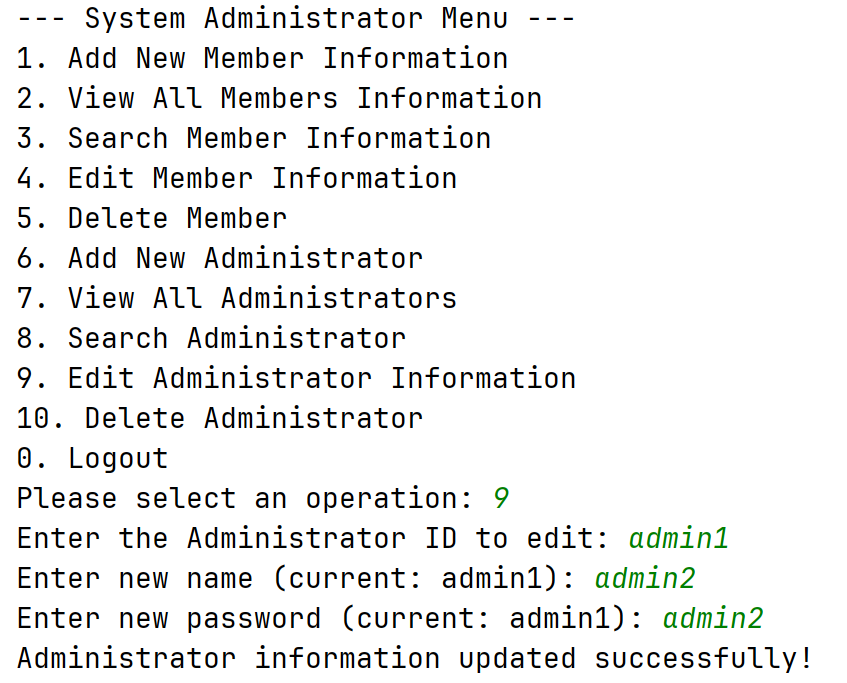 --- System Administrator Menu ---
1. Add New Member Information
2. View All Members Information
3. Search Member Information
4. Edit Member Information
5. Delete Member
6. Add New Administrator
7. View All Administrators
8. Search Administrator
9. Edit Administrator Information
10. Delete Administrator
0. Logout
Please select an operation: 9
Enter the Administrator ID to edit: admin1
Enter new name (current: admin1): admin2
Enter new password (current: admin1): admin2
Administrator information updated successfully!